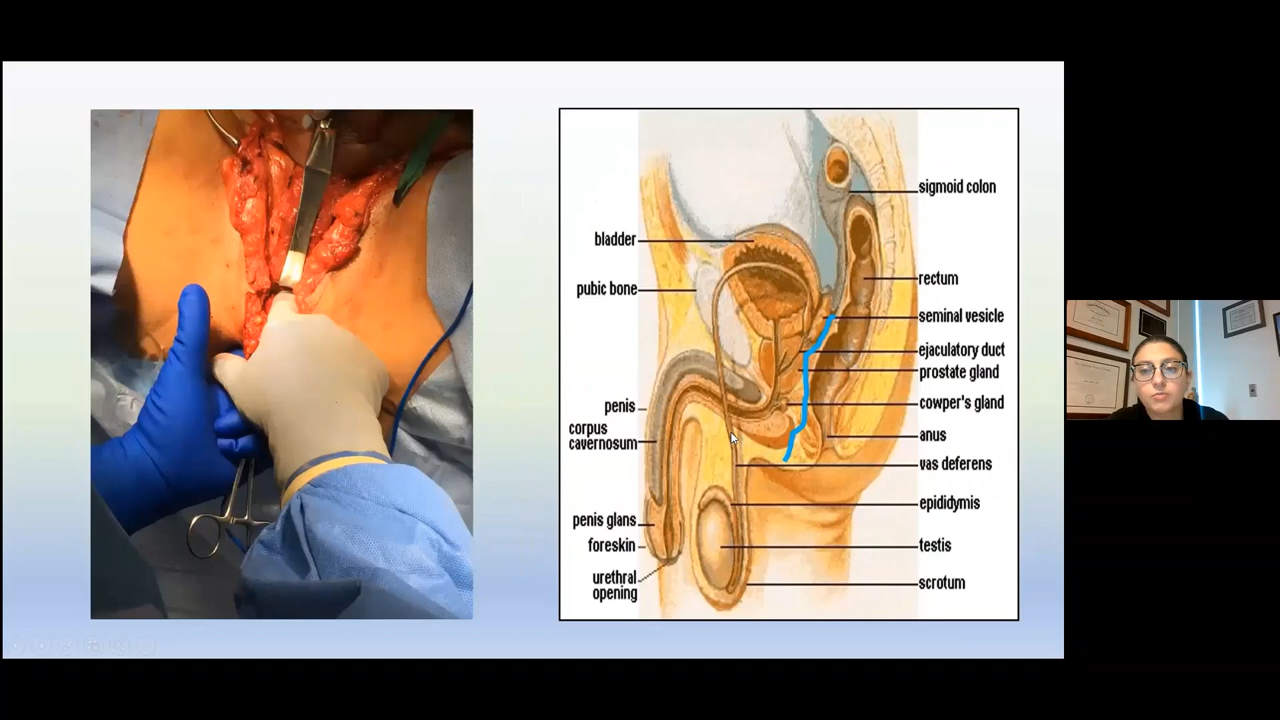 bladder
pubic bone
penis
corpus
cavernosum
penis glans
foreskin
urethral
opening
sigmoid colon
rectum
seminal vesicle
ejaculatory duct
prostate gland
cowper's gland
anus
vas deferens
epididymis
testis
scrotum